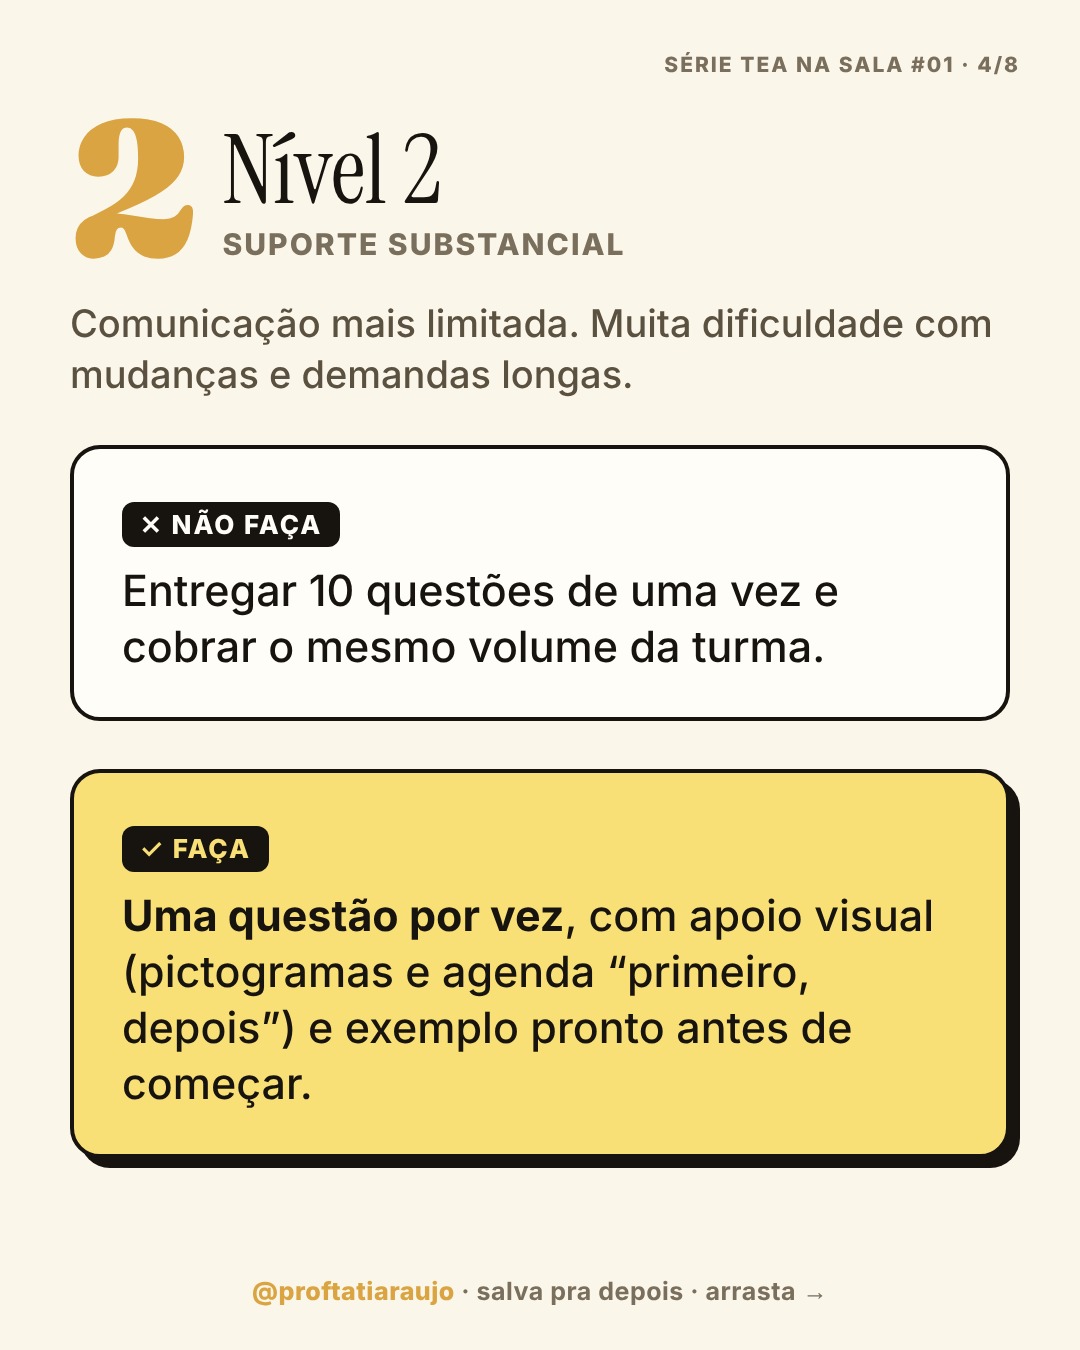 SÉRIE TEA NA SALA #01 · 4/8
2
Nível 2
SUPORTE SUBSTANCIAL
Comunicação mais limitada. Muita dificuldade com
mudanças e demandas longas.
✕ NÃO FAÇA
Entregar 10 questões de uma vez e
cobrar o mesmo volume da turma.
✓ FAÇA
Uma questão por vez, com apoio visual
(pictogramas e agenda “primeiro,
depois”) e exemplo pronto antes de
começar.
@proftatiaraujo · salva pra depois · arrasta →